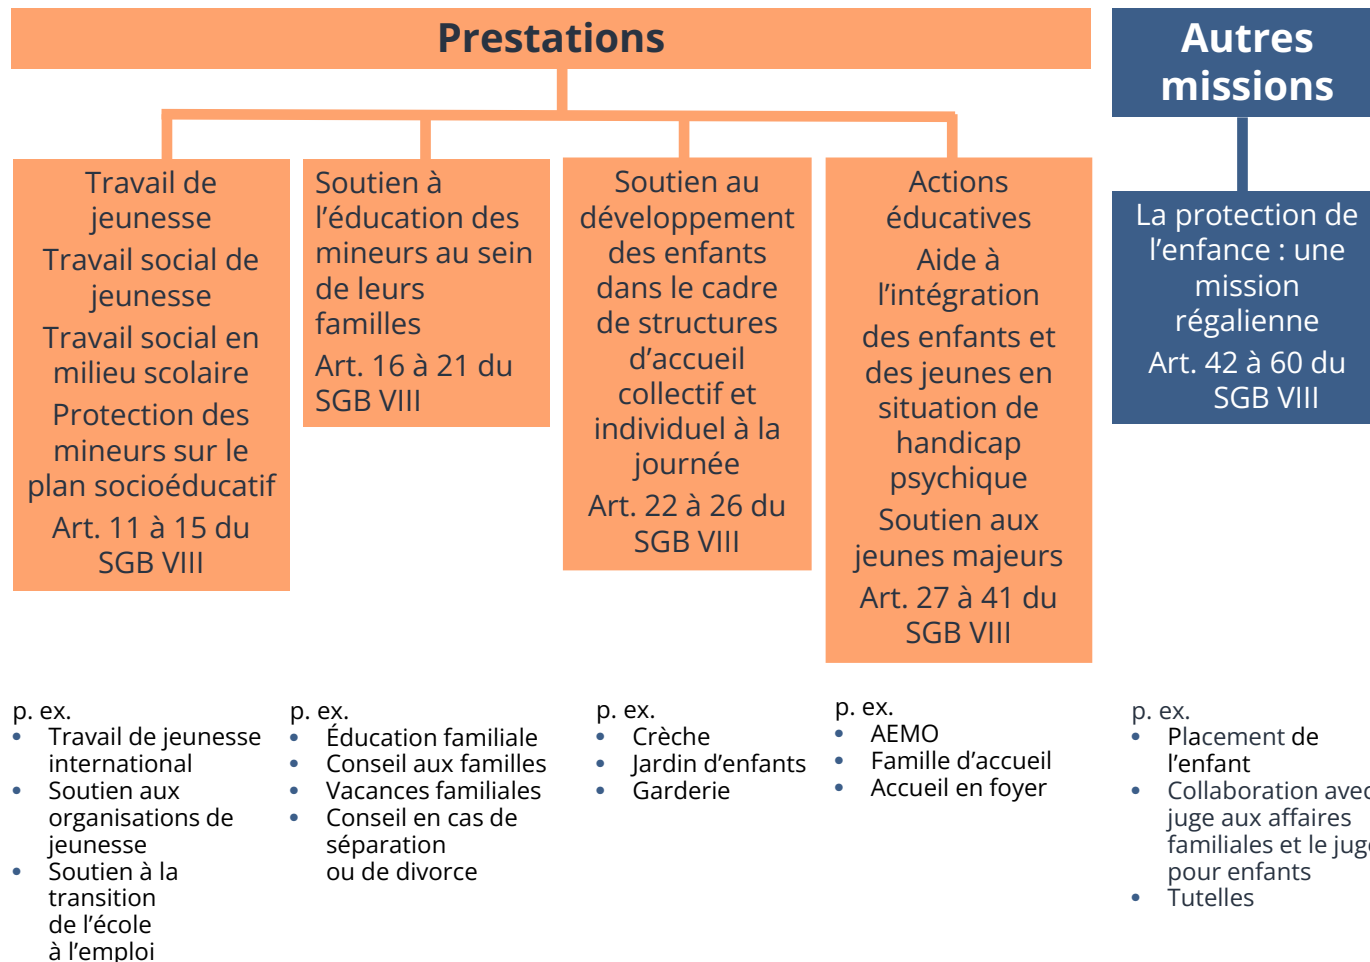 Prestations
Autres
missions
Travail de
jeunesse
Travail social de
jeunesse
Travail social en
milieu scolaire
Protection des
mineurs sur le
plan socioéducatif
Art. 11 à 15 du
SGB VIII
Soutien à
l’éducation des
mineurs au sein
de leurs
familles
Art. 16 à 21 du
SGB VIII
Soutien au
développement
des enfants
dans le cadre
de structures
d’accueil
collectif et
individuel à la
journée
Art. 22 à 26 du
SGB VIII
Actions
éducatives
Aide à
l’intégration
des enfants et
des jeunes en
situation de
handicap
psychique
Soutien aux
jeunes majeurs
Art. 27 à 41 du
SGB VIII
La protection de
l’enfance : une
mission
régalienne
Art. 42 à 60 du
SGB VIII
p. ex.
• Travail de jeunesse
international
• Soutien aux
organisations de
jeunesse
• Soutien à la
transition
de l’école
à l’emploi
p. ex.
• Éducation familiale
• Conseil aux familles
• Vacances familiales
• Conseil en cas de
séparation
ou de divorce
p. ex.
• Crèche
• Jardin d’enfants
• Garderie
p. ex.
• AEMO
• Famille d’accueil
• Accueil en foyer
p. ex.
• Placement de
l’enfant
• Collaboration avec
juge aux affaires
familiales et le juge
pour enfants
• Tutelles